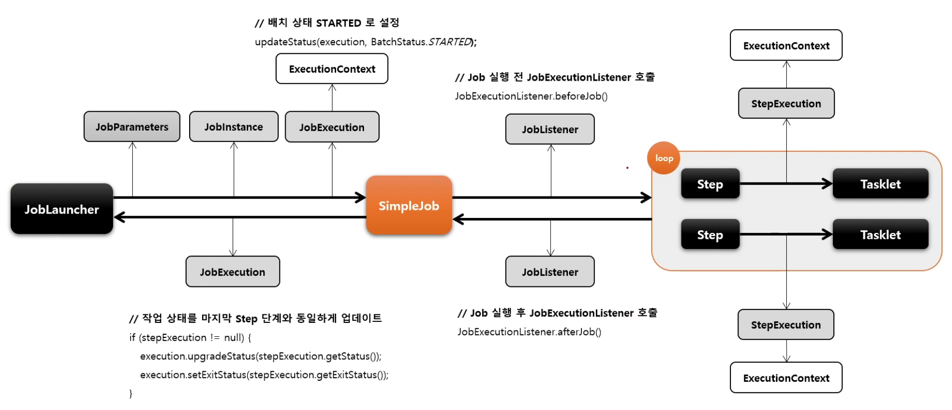 // 배치 상태 STARTED 로 설정
updateStatus(execution, BatchStatus.STARTED);
ExecutionContext
JobParameters
JobInstance
JobExecution
// Job 실행 전 JobExecutionListener 호출
JobExecutionListener.beforeJob()
JobListener
ExecutionContext
StepExecution
loop
JobLauncher
SimpleJob
Step
Tasklet
Step
Tasklet
JobExecution
JobListener
// 작업 상태를 마지막 Step 단계와 동일하게 업데이트
if (stepExecution != null) {
execution.upgradeStatus(stepExecution.getStatus());
execution.setExitStatus(stepExecution.getExitStatus());
}
// Job 실행 후 JobExecutionListener 호출
JobExecutionListener.afterJob()
StepExecution
ExecutionContext